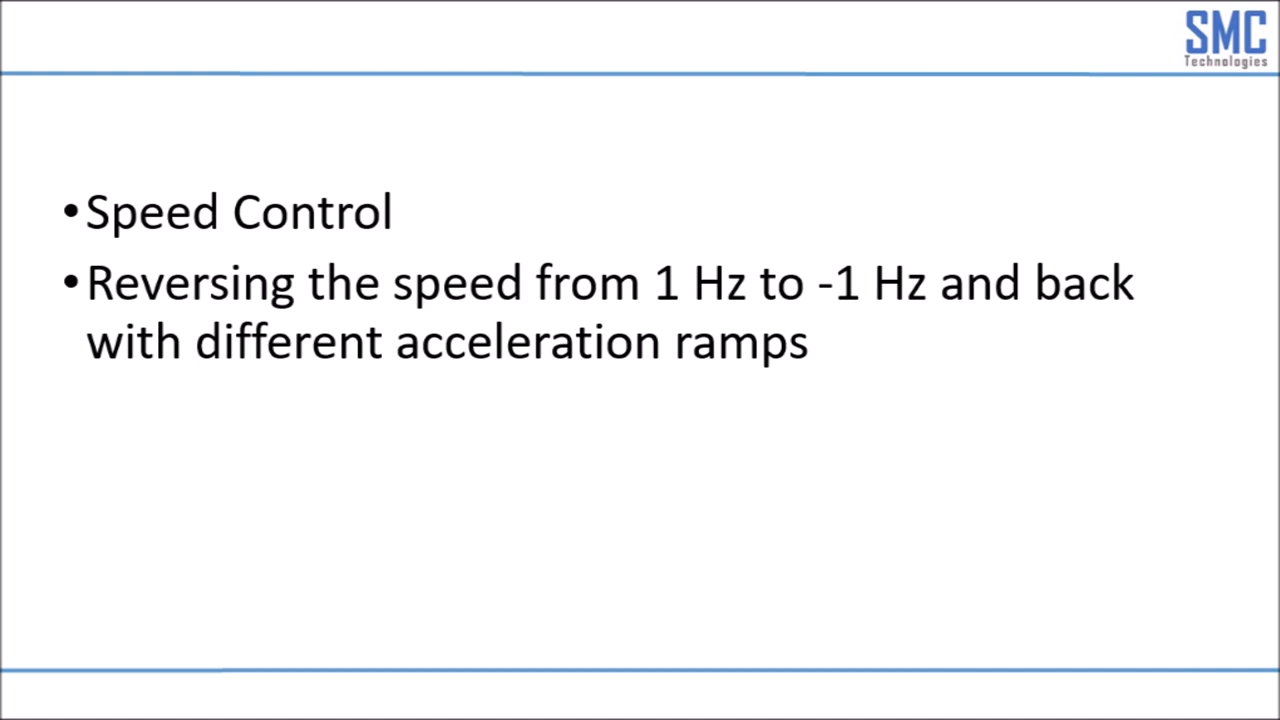 SMC
Technologies
•Speed Control
•Reversing the speed from 1 Hz to -1 Hz and back
with different acceleration ramps